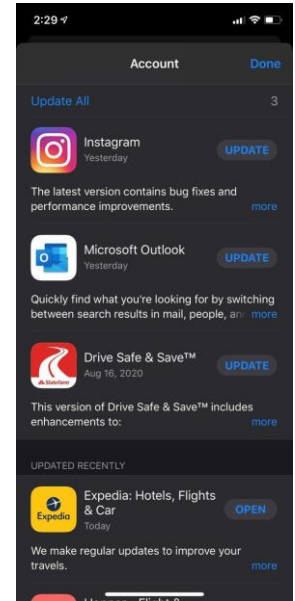 2:29
Account
Done
Update All
3
Instagram
Yesterday
UPDATE
The latest version contains bug fixes and
performance improvements.
more
Microsoft Outlook
Yesterday
UPDATE
Quickly find what you're looking for by switching
between search results in mail, people, an
more
Drive Safe & Save™
Aug 16, 2020
UPDATE
StateFarm
This version of Drive Safe & Save™ includes
enhancements to:
more
UPDATED RECENTLY
Expedia: Hotels, Flights
& Car
Today
OPEN
Expedia
We make regular updates to improve your
travels.
more